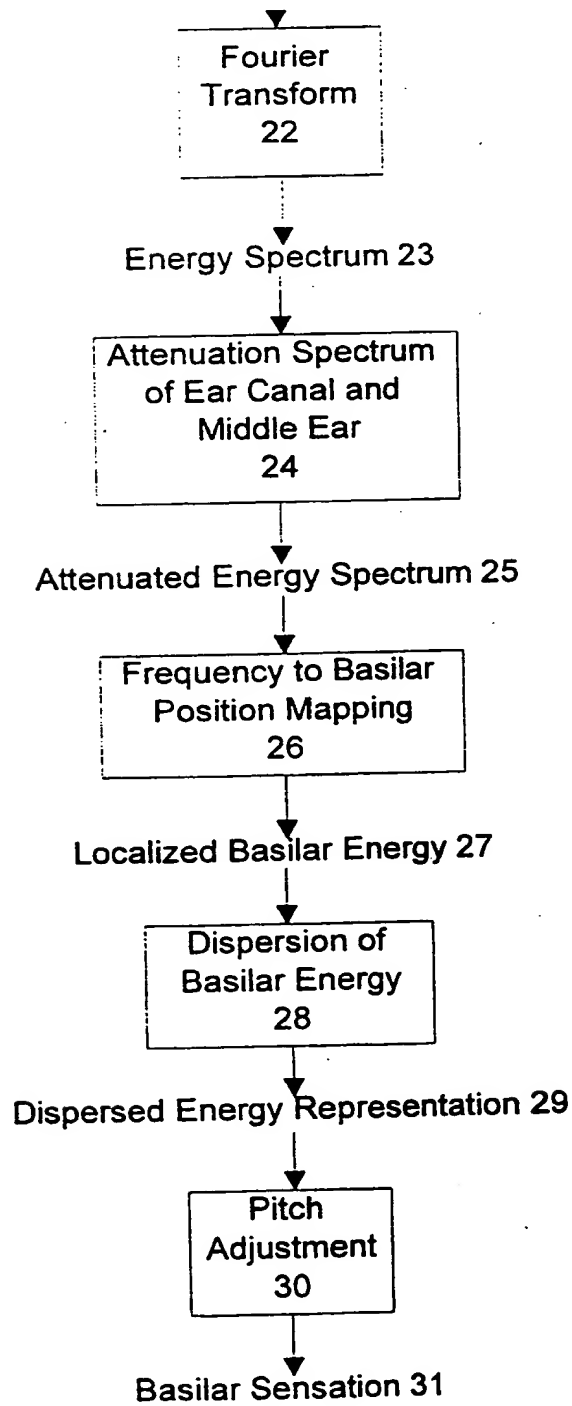 Fourier
Transform
22
Energy Spectrum 23
Attenuation Spectrum
of Ear Canal and
Middle Ear
24
Attenuated Energy Spectrum 25
Frequency to Basilar
Position Mapping
26
Localized Basilar Energy 27
Dispersion of
Basilar Energy
28
Dispersed Energy Representation 29
Pitch
Adjustment
30
Basilar Sensation 31